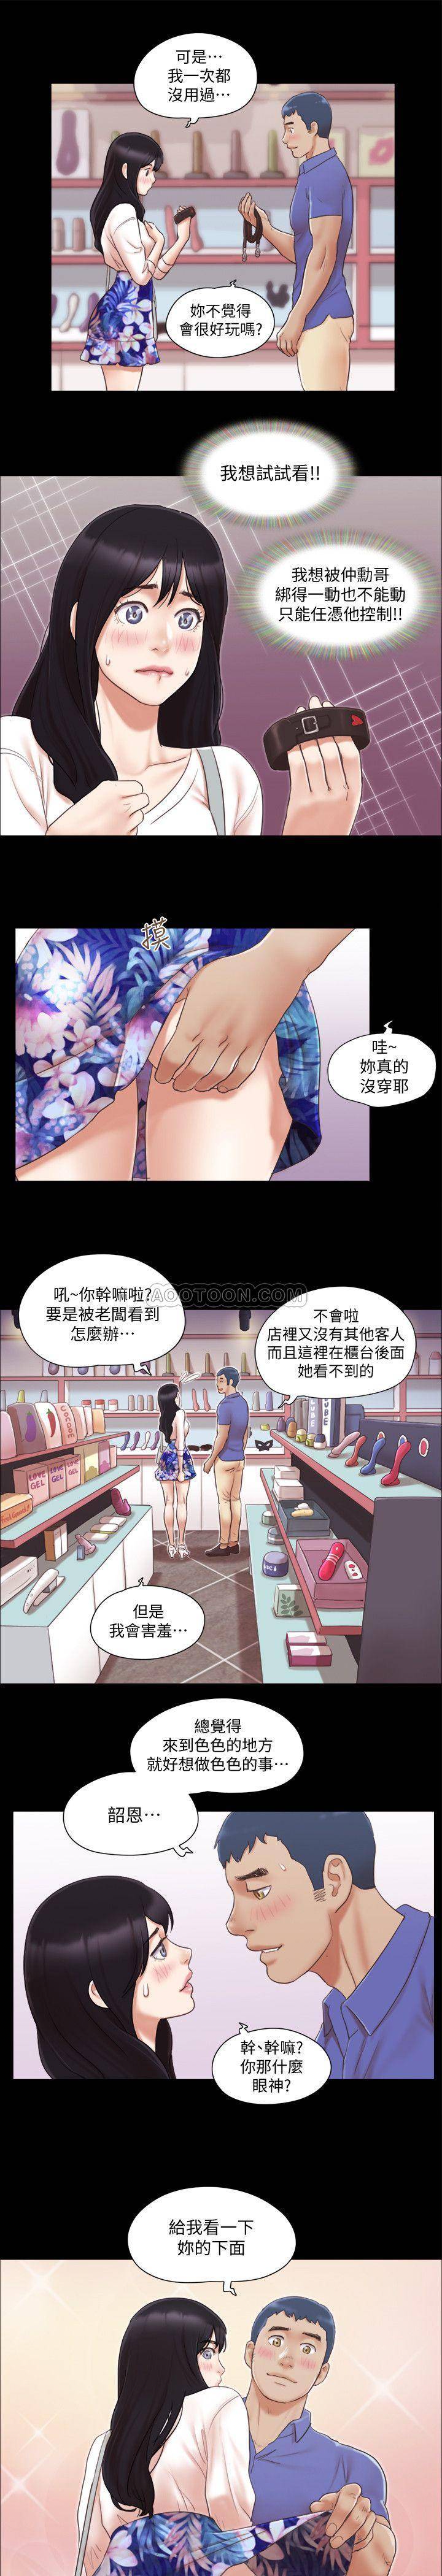 可是⋯
我一次都
沒用過⋯
妳不覺得
會很好玩嗎?
我想試試看!!
我想被仲勳哥
綁得一動也不能動
只能任憑他控制!!
摸
哇~
妳真的
沒穿耶
吼~你幹嘛啦?
要是被老闆看到
怎麼辦⋯
AOOTOON.COM
不會啦
店裡又沒有其他客人
而且這裡在櫃台後面
她看不到的
LOVE
GEL
LOVE
GEL
但是
我會害羞⋯
總覺得
來到色色的地方
就好想做色色的事⋯
韶恩⋯
幹、幹嘛?
你那什麼
眼神?
給我看一下
妳的下面